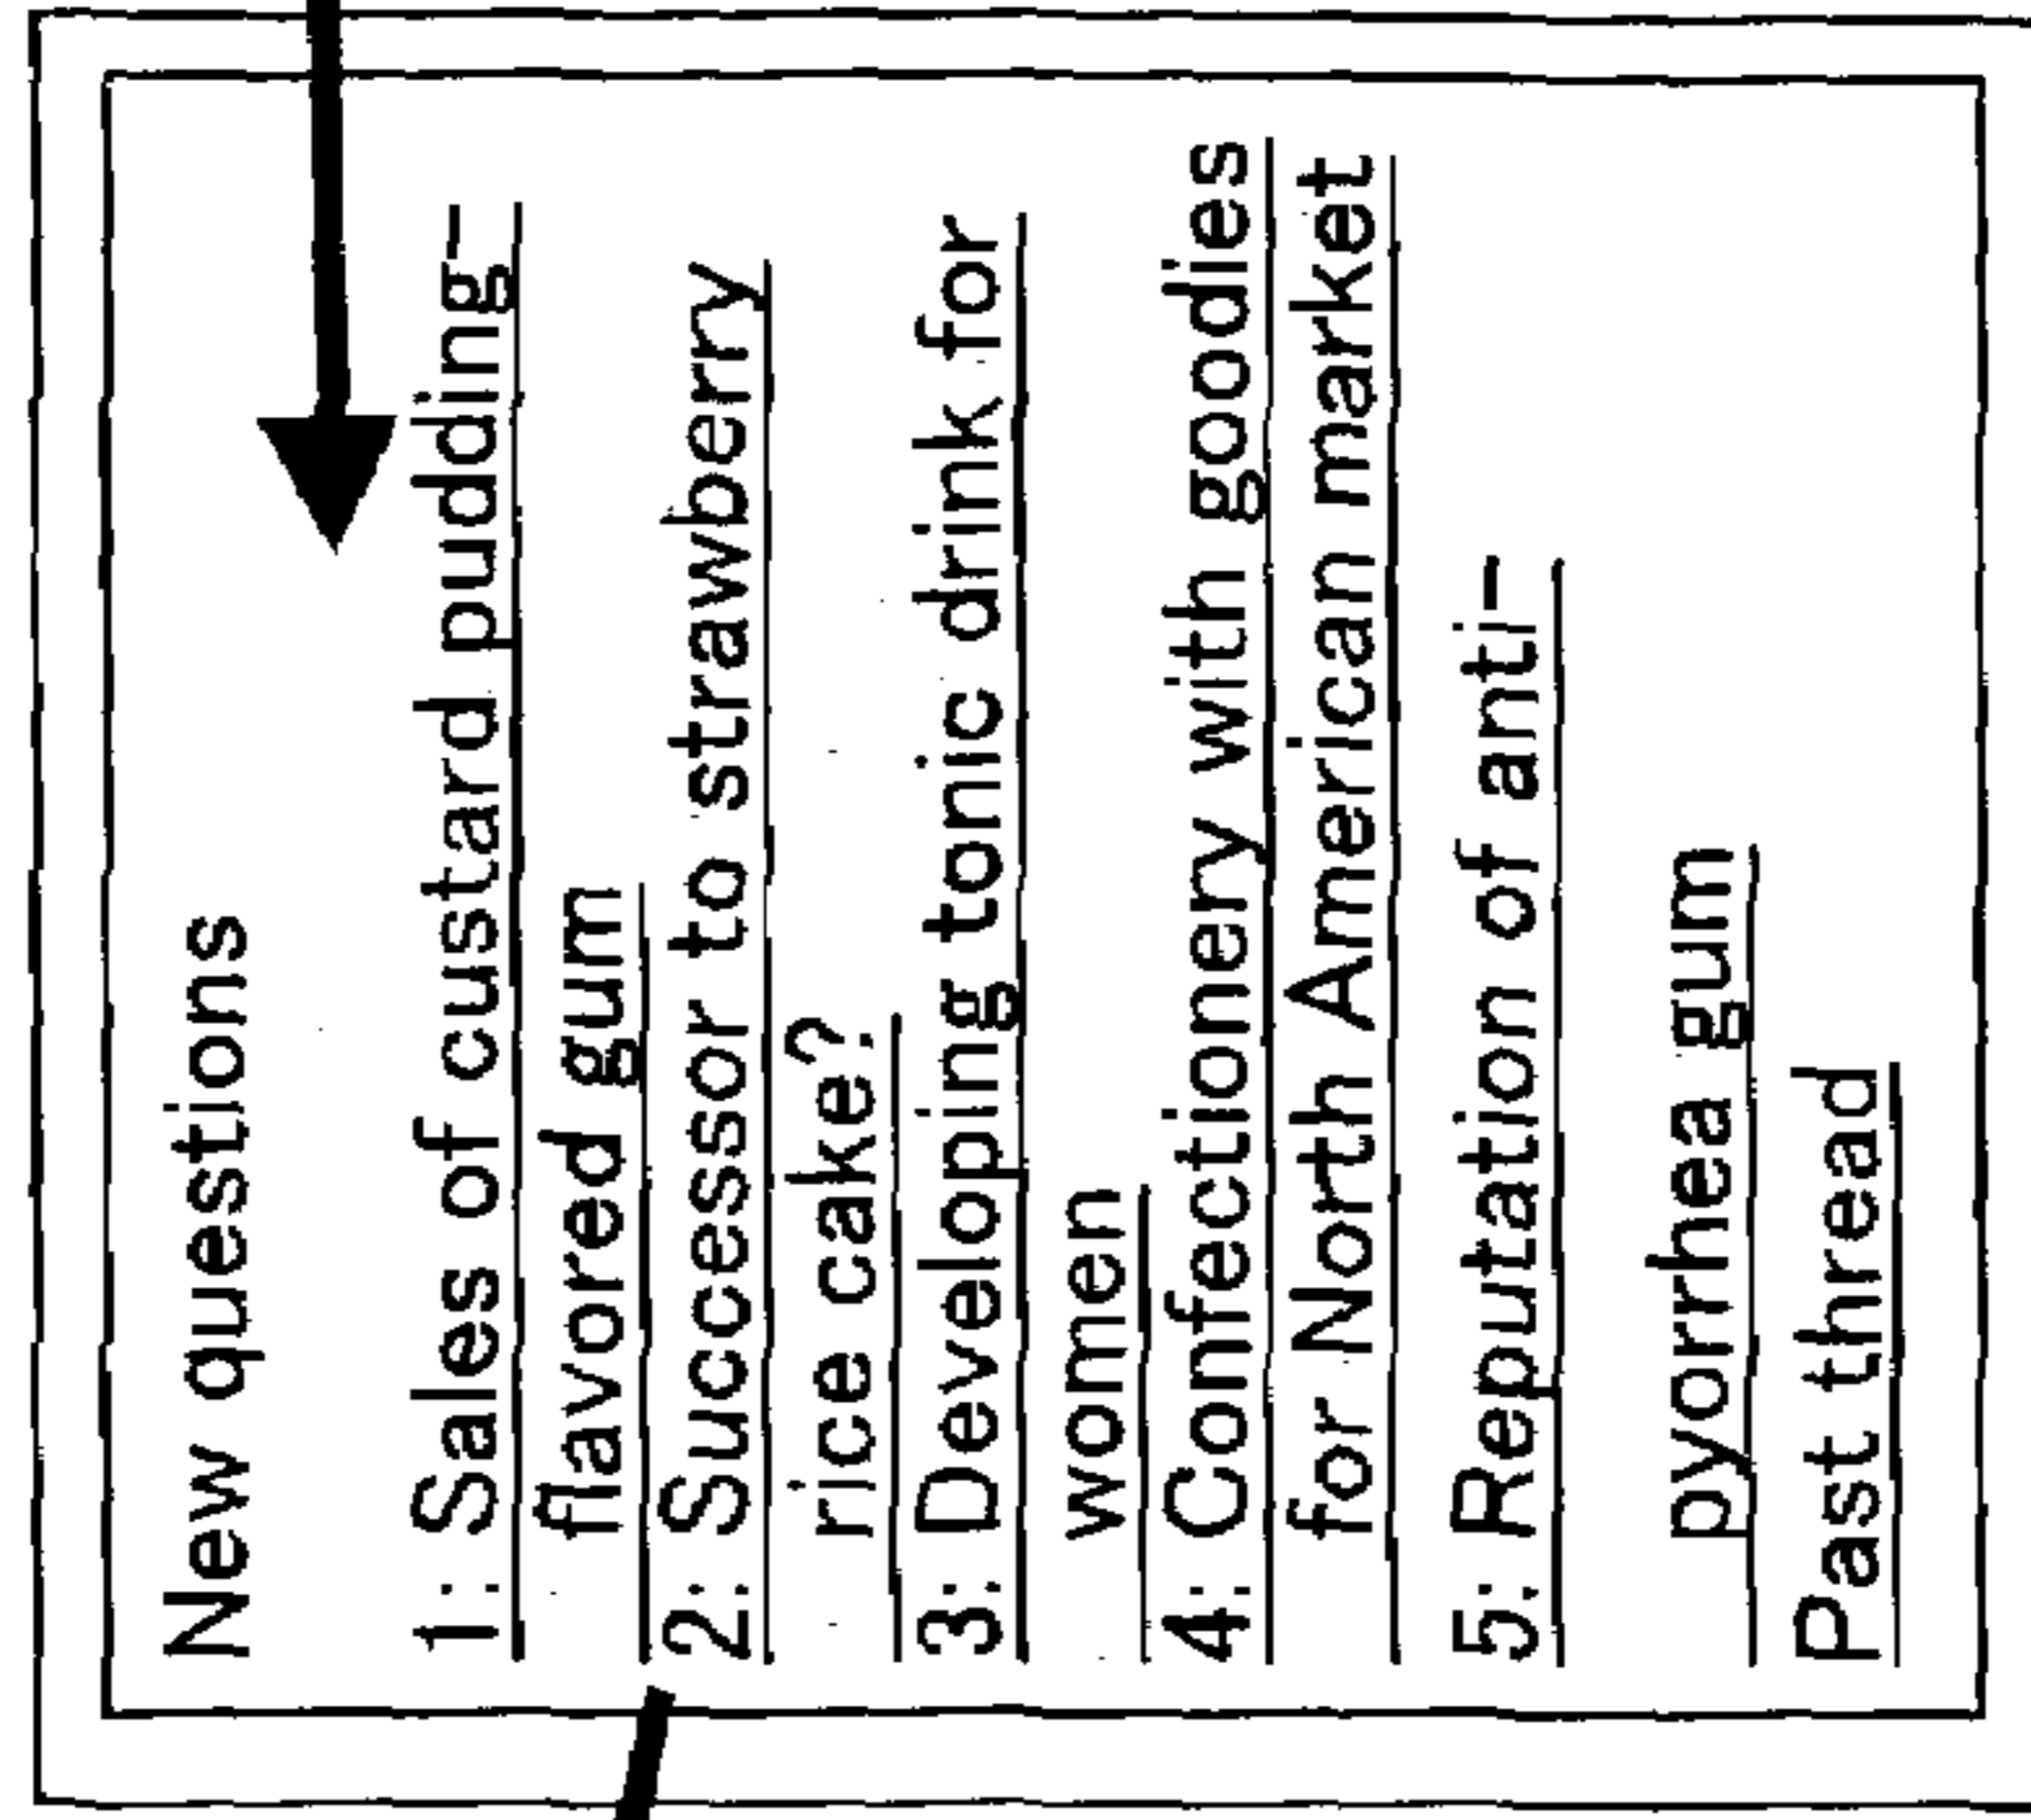 New questions
1: Sales of custard pudding-
flavored gum
2: Successor to strawberry
rice cake?
3: Developing tonic drink for
women
4: Confectionery with goodies
for North American market
5: Reputation of anti-
pyorrhea gum
Past thread